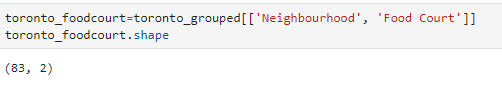 toronto_foodcourt=toronto_grouped[['Neighbourhood', 'Food Court']]
toronto_foodcourt.shape
(83, 2)